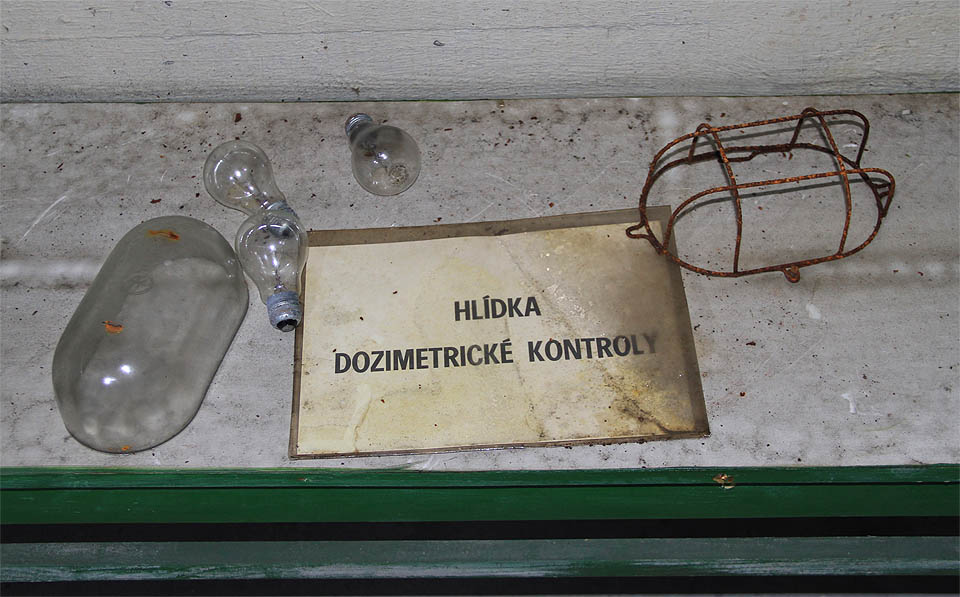 HLÍDKA
DOZIMETRICKÉ KONTROLY